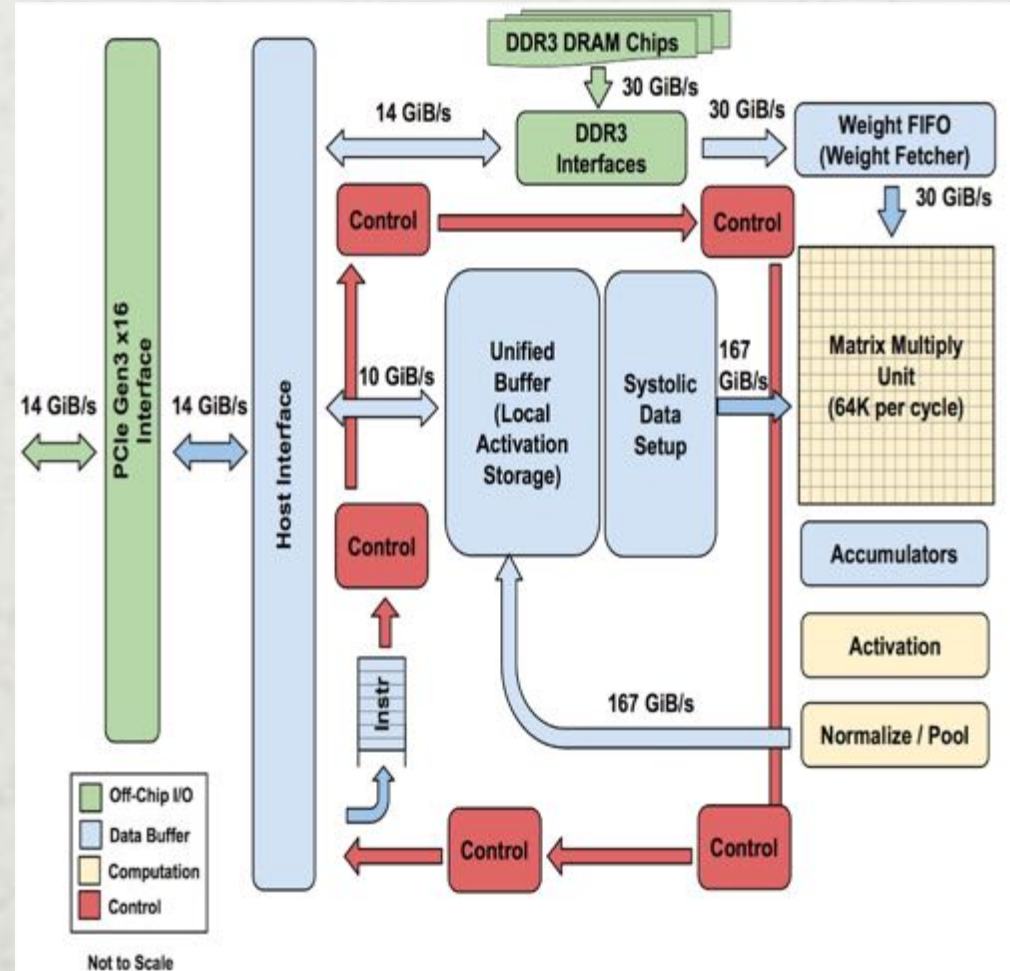 DDR3 DRAM Chips
30 GiB/s
14 GiB/s
30 GiB/s
DDR3
Interfaces
Weight FIFO
(Weight Fetcher)
30 GiB/s
Control
Control
PCIe Gen3 x16
Interface
Host Interface
14 GiB/s
14 GiB/s
10 GiB/s
Unified
Buffer
(Local
Activation
Storage)
Systolic
Data
Setup
167
GiB/s
Matrix Multiply
Unit
(64K per cycle)
Control
Accumulators
Activation
Instr
167 GiB/s
Normalize / Pool
Control
Control
Off-Chip I/O
Data Buffer
Computation
Control
Not to Scale